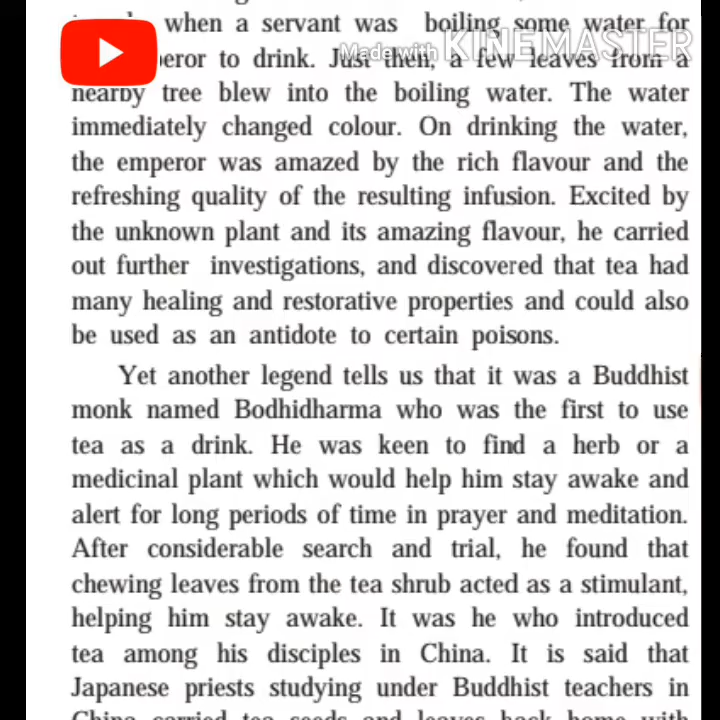 when a servant was boiling some water for
Made with KINEMASTER
to drink. Just then, a few leaves from a
nearby tree blew into the boiling water. The water
immediately changed colour. On drinking the water,
the emperor was amazed by the rich flavour and the
refreshing quality of the resulting infusion. Excited by
the unknown plant and its amazing flavour, he carried
out further investigations, and discovered that tea had
many healing and restorative properties and could also
be used as an antidote to certain poisons.
Yet another legend tells us that it was a Buddhist
monk named Bodhidharma who was the first to use
tea as a drink. He was keen to find a herb or a
medicinal plant which would help him stay awake and
alert for long periods of time in prayer and meditation.
After considerable search and trial, he found that
chewing leaves from the tea shrub acted as a stimulant,
helping him stay awake. It was he who introduced
tea among his disciples in China. It is said that
Japanese priests studying under Buddhist teachers in
China carried tea seeds and leaves back home with